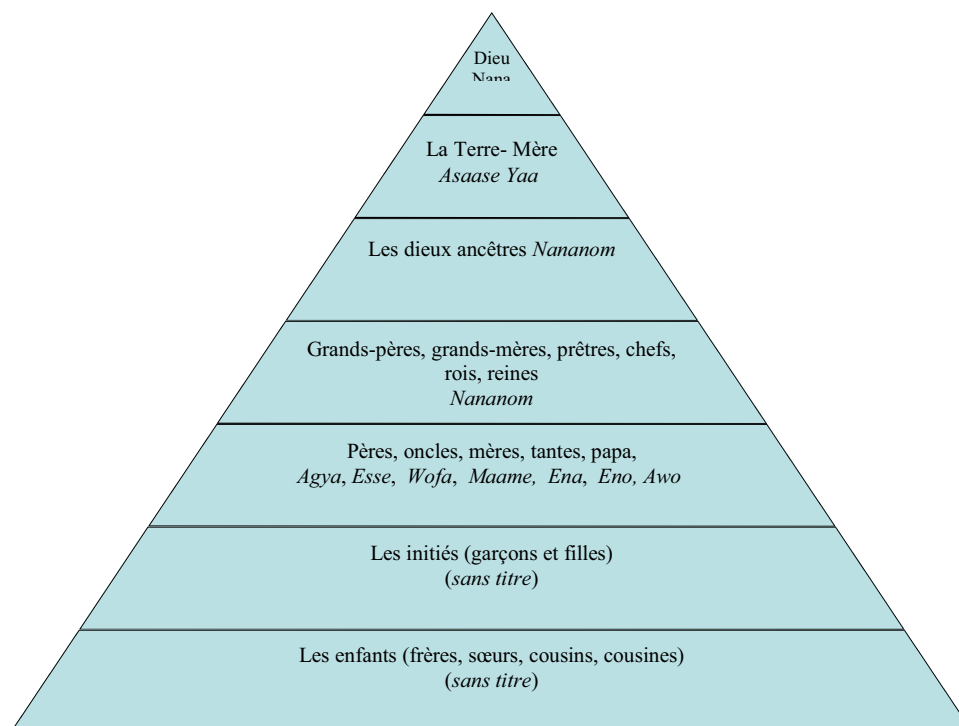 Dieu
Nana
La Terre- Mère
Asaase Yaa
Les dieux ancêtres Nananom
Grands-pères, grands-mères, prêtres, chefs,
rois, reines
Nananom
Pères, oncles, mères, tantes, papa,
Agya, Esse, Wofa, Maame, Ena, Eno, Awo
Les initiés (garçons et filles)
(sans titre)
Les enfants (frères, sœurs, cousins, cousines)
(sans titre)